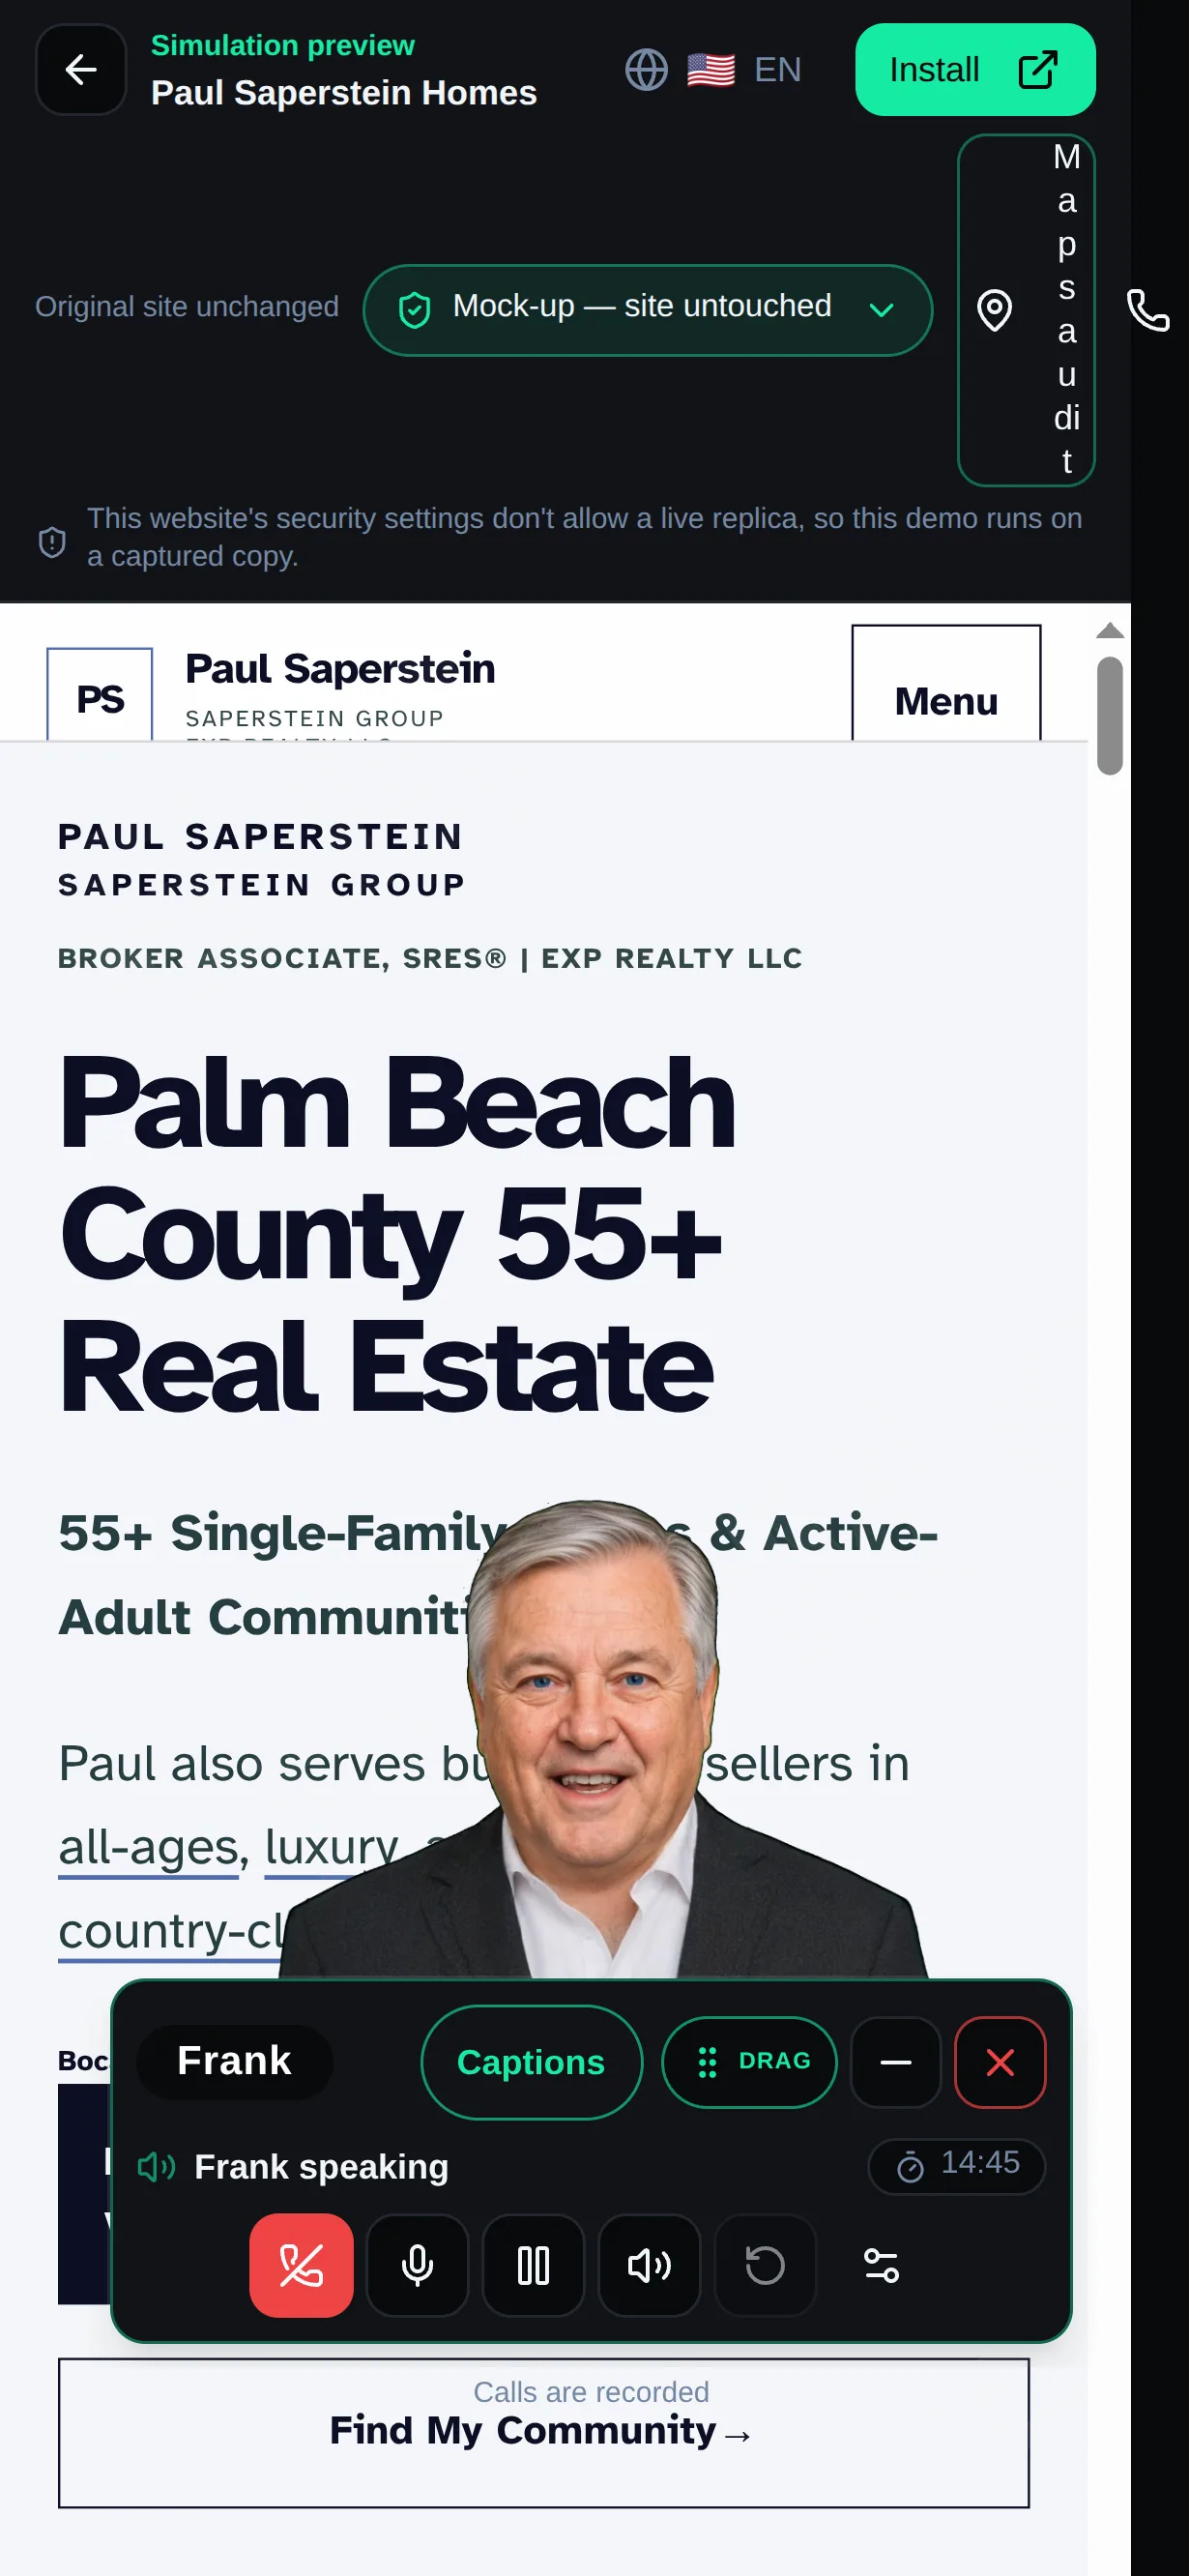 Simulation preview
Paul Saperstein Homes
EN
Install
Original site unchanged
Mock-up — site untouched
M
a
p
s
a
u
di
t
This website's security settings don't allow a live replica, so this demo runs on
a captured copy.
PS
Paul Saperstein
SAPERSTEIN GROUP
Menu
PAUL SAPERSTEIN
SAPERSTEIN GROUP
BROKER ASSOCIATE, SRES® | EXP REALTY LLC
Palm Beach
County 55+
Real Estate
55+ Single-Family & Active-
Adult Communiti
Paul also serves bu sellers in
all-ages, luxury,
country-cl
Boc
Frank
Captions
DRAG
Frank speaking
14:45
Calls are recorded
Find My Community→